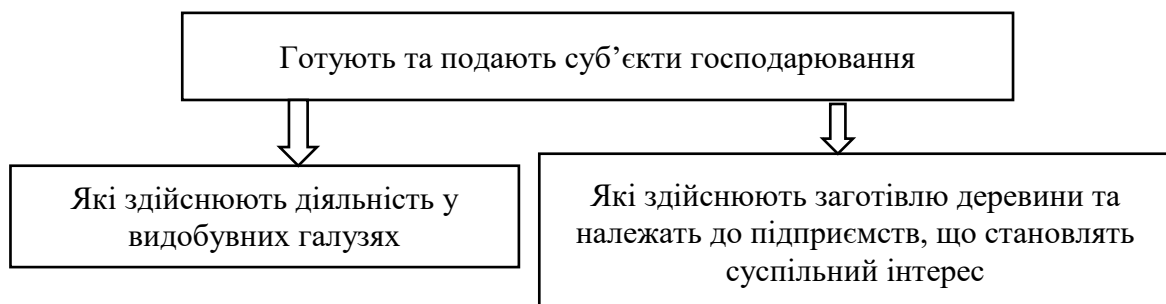 Готують та подають суб’єкти господарювання
Які здійснюють діяльність у
видобувних галузях
Які здійснюють заготівлю деревини та
належать до підприємств, що становлять
суспільний інтерес